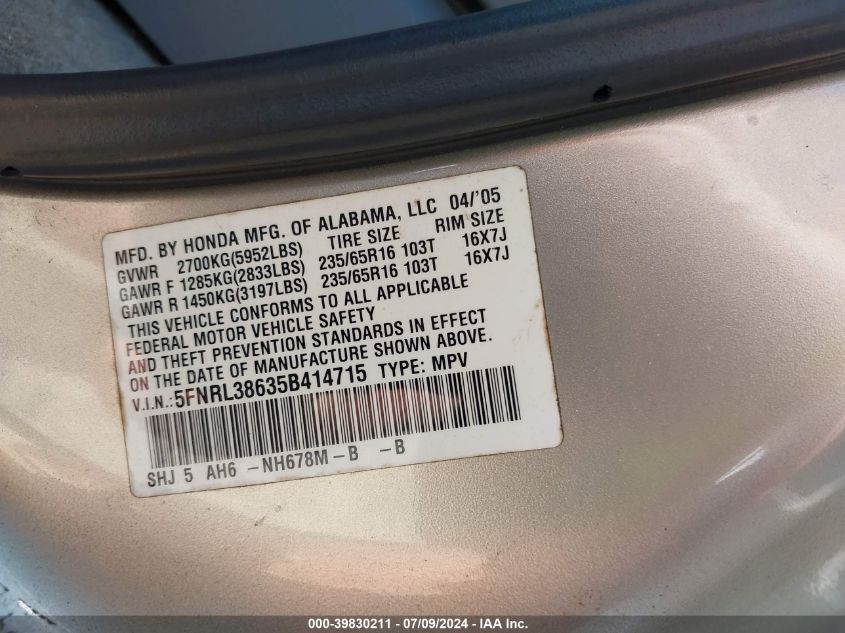 MFD. BY HONDA MFG. OF ALABAMA, LLC 04/'05
GVWR 2700KG(5952LBS) TIRE SIZE RIM SIZE
GAWR F 1285KG(2833LBS) 235/65R16 103T 16X7J
GAWR R 1450KG(3197LBS) 235/65R16 103T 16X7J
THIS VEHICLE CONFORMS TO ALL APPLICABLE
FEDERAL MOTOR VEHICLE SAFETY
AND THEFT PREVENTION STANDARDS IN EFFECT
ON THE DATE OF MANUFACTURE SHOWN ABOVE.
V.I.N.:5FNRL38635B414715 TYPE: MPV
SHJ 5 AH6 -NH678M-B -B
000-39830211 - 07/09/2024 - IAA Inc.